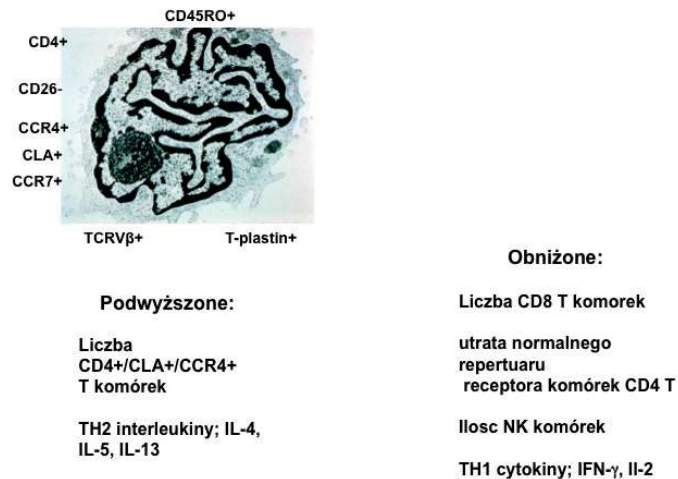 CD45RO+
CD4+
CD26-
CCR4+
CLA+
CCR7+
TCRVβ+ T-plastin+
Podwyższone:
Liczba
CD4+/CLA+/CCR4+
T komórek
TH2 interleukiny; IL-4,
IL-5, IL-13
Obniżone:
Liczba CD8 T komorek
utrata normalnego
repertuaru
receptora komórek CD4 T
Ilosc NK komórek
TH1 cytokiny; IFN-γ, Il-2